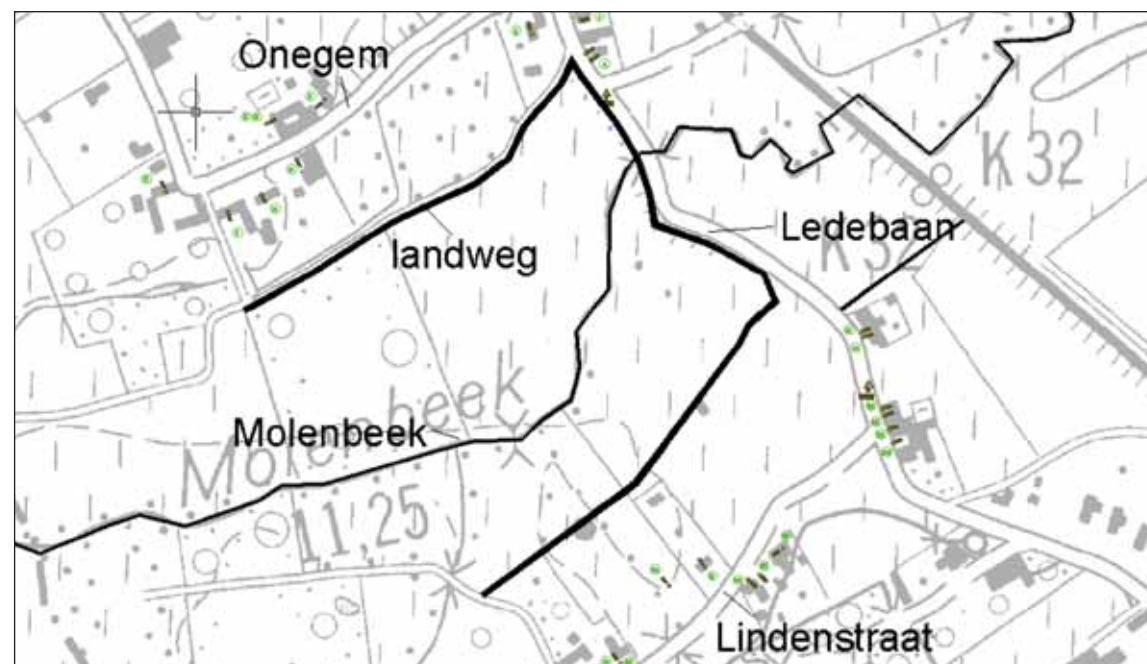 Onegem
K 32
Ledebaan
landweg
K 32
Molenbeek
Molenbeek
11,25
Lindenstraat